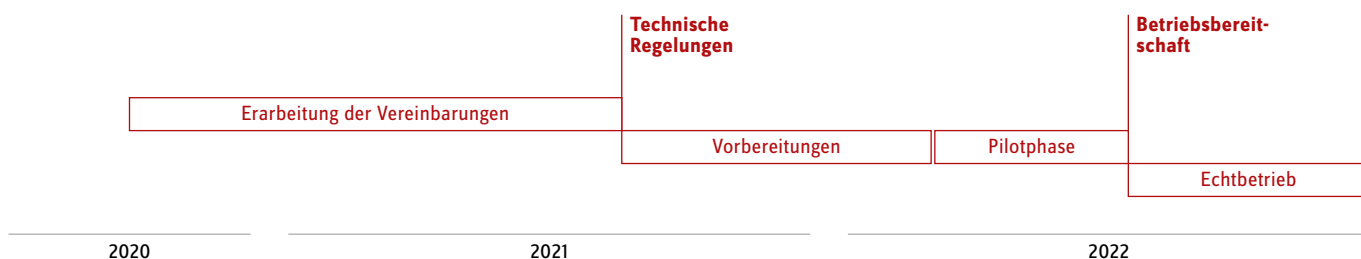 Technische
Regelungen
Betriebsbereit-
schaft
Erarbeitung der Vereinbarungen
Vorbereitungen
Pilotphase
Echtbetrieb
2020
2021
2022